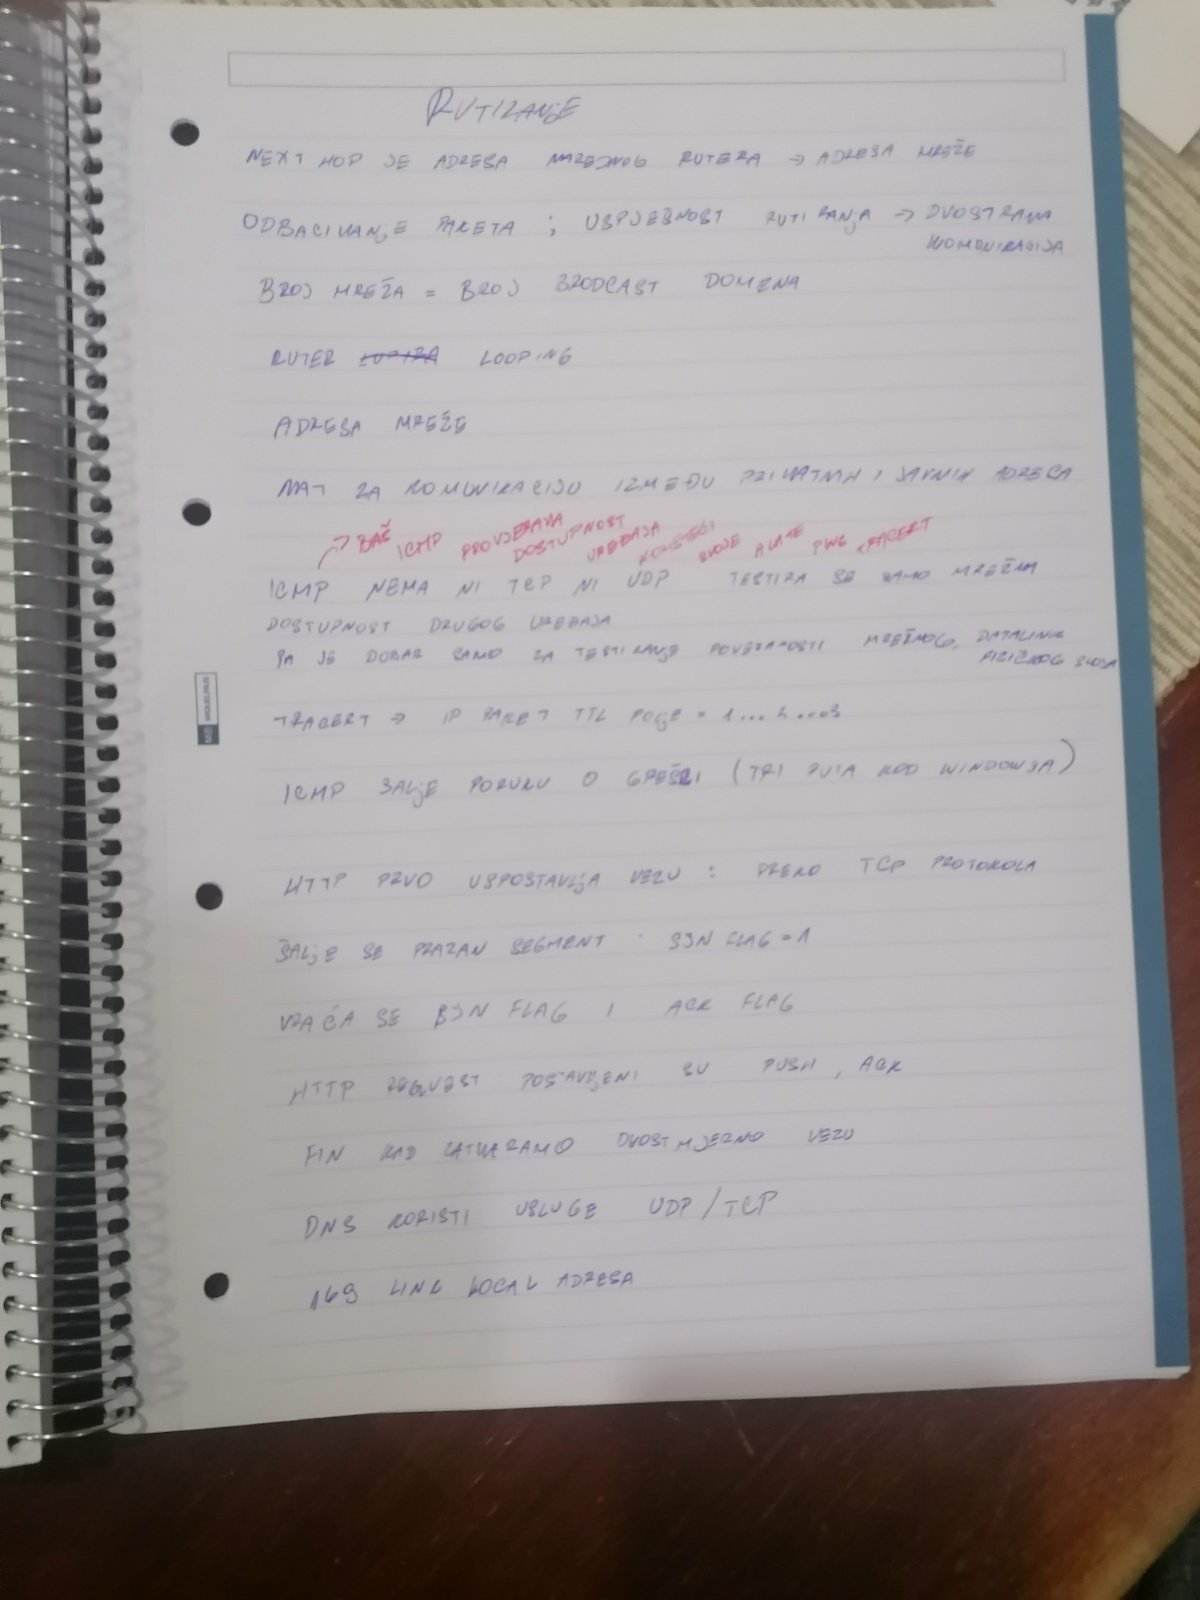 RUTIRANJE
NEXT HOP JE ADRESA NAREDNOG RUTERA → ADRESA MREŽE
ODBACIVANJE PAKETA ; USPJEŠNOST RUTIRANJA → DVOSTRANA
KOMUNIKACIJA
BROJ MREŽA = BROJ BRODCAST DOMENA
RUTER LOOPING
ADRESA MREŽE
NAT ZA KOMUNIKACIJU IZMEĐU PRIVATNIH I JAVNIH ADRESA
→ BAŠ ICMP PROVJERAVA DOSTUPNOST UREĐAJA KORISTEĆI SVOJE ALATE PING TRACERT
ICMP NEMA NI TCP NI UDP TESTIRA SE SAMO MREŽNA
DOSTUPNOST DRUGOG UREĐAJA
PA JE DOBAR SAMO ZA TESTIRANJE POVEZANOSTI MREŽNOG, DATALINK
FIZIČKOG SLOJA
TRACERT → IP PAKET TTL POLJE = 1...2...3
ICMP ŠALJE PORUKU O GREŠCI (TRI PUTA KOD WINDOWSA)
HTTP PRVO USPOSTAVLJA VEZU : PREKO TCP PROTOKOLA
ŠALJE SE PRAZAN SEGMENT SYN FLAG = 1
VRAĆA SE SYN FLAG I ACK FLAG
HTTP REQUEST POSTAVLJENI SU PUSH, ACK
FIN KAD ZATVARAMO DVOSTMJERNO VEZU
DNS KORISTI USLUGE UDP/TCP
169 LINK LOCAL ADRESA